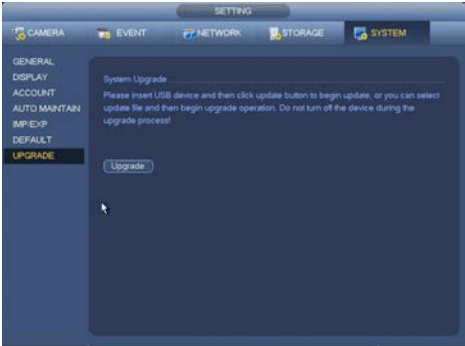 SETTING
CAMERA
EVENT
NETWORK
STORAGE
SYSTEM
GENERAL
DISPLAY
ACCOUNT
AUTO MAINTAIN
IMP/EXP
DEFAULT
UPGRADE
System Upgrade
Please insert USB device and then click update button to begin update, or you can select
update file and then begin upgrade operation. Do not turn off the device during the
upgrade process!
Upgrade